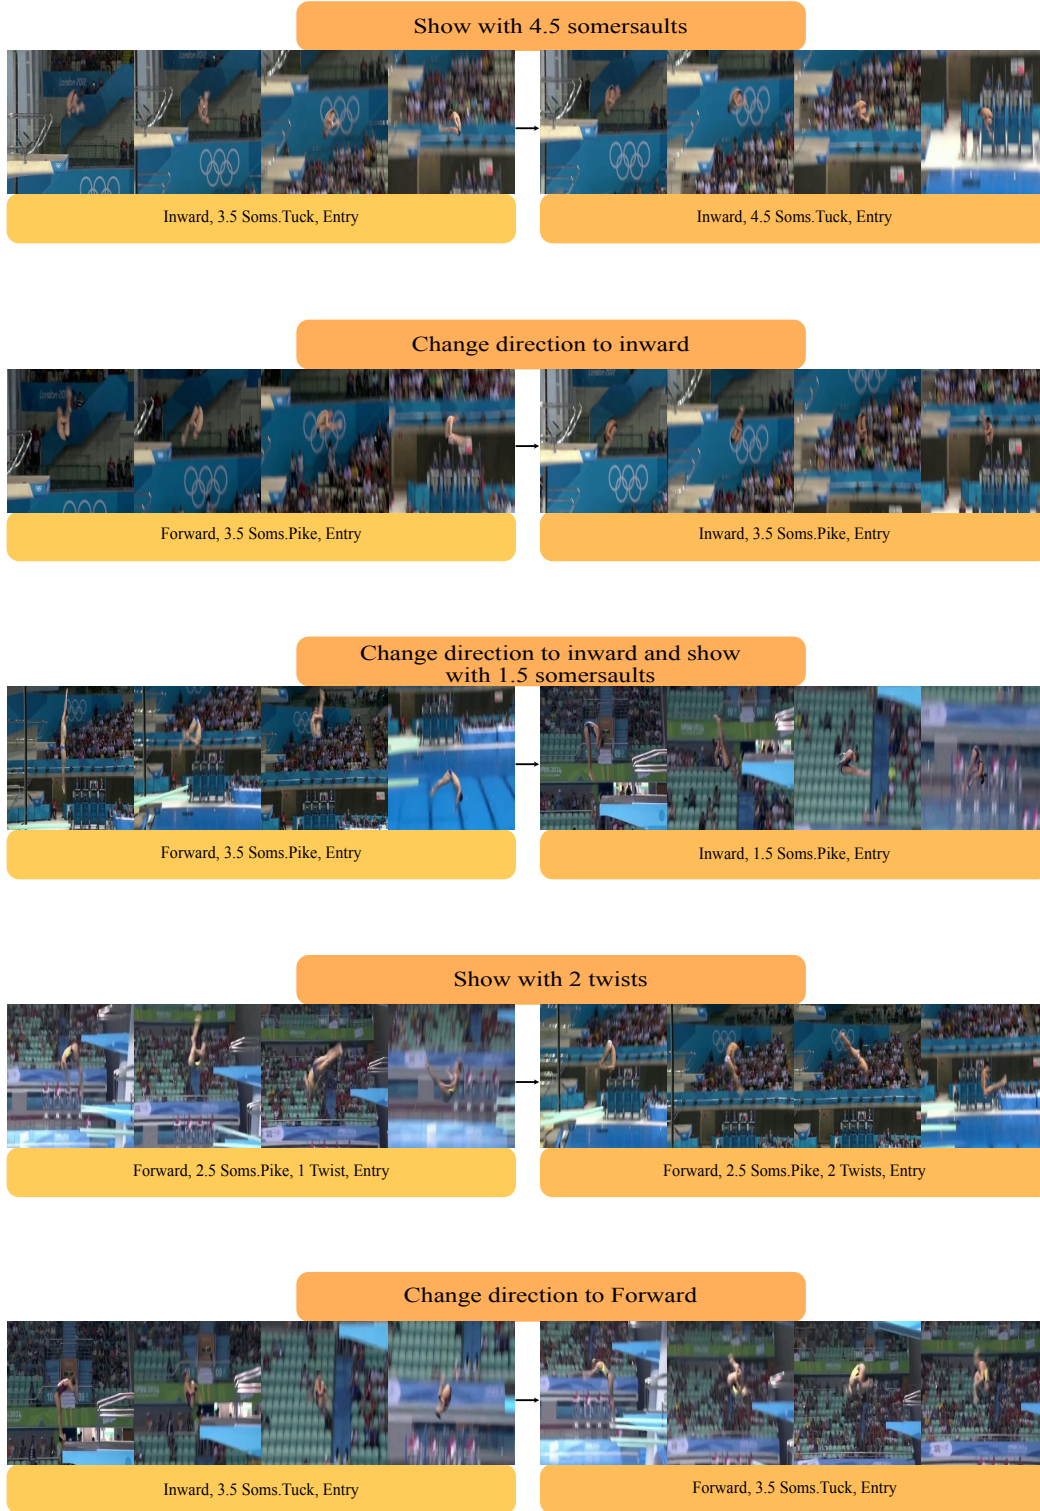 Show with 4.5 somersaults
London 2012
Inward, 3.5 Soms.Tuck, Entry
Inward, 4.5 Soms.Tuck, Entry
Change direction to inward
Forward, 3.5 Soms.Pike, Entry
Inward, 3.5 Soms.Pike, Entry
Change direction to inward and show
with 1.5 somersaults
Forward, 3.5 Soms.Pike, Entry
Inward, 1.5 Soms.Pike, Entry
Show with 2 twists
Forward, 2.5 Soms.Pike, 1 Twist, Entry
Forward, 2.5 Soms.Pike, 2 Twists, Entry
Change direction to Forward
Inward, 3.5 Soms.Tuck, Entry
Forward, 3.5 Soms.Tuck, Entry